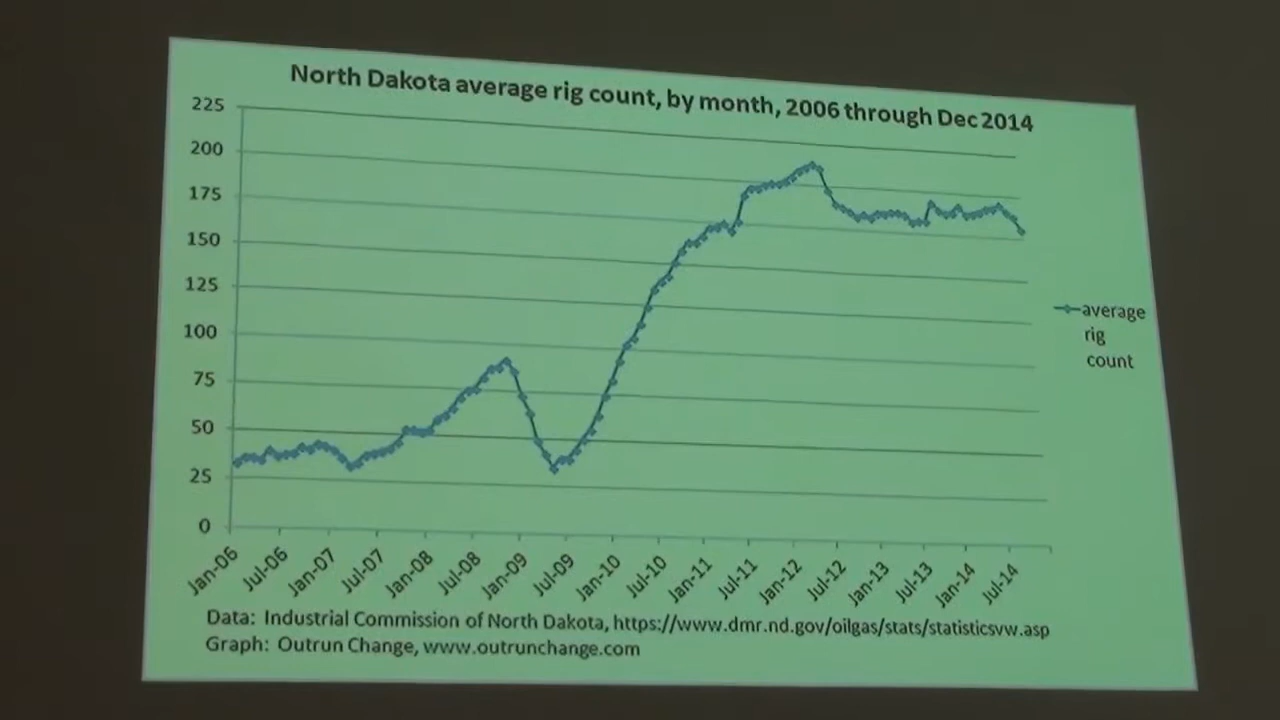 North Dakota average rig count, by month, 2006 through Dec 2014
225
200
175
150
125
100
75
50
25
0
Jan-06
Jul-06
Jan-07
Jul-07
Jan-08
Jul-08
Jan-09
Jul-09
Jan-10
Jul-10
Jan-11
Jul-11
Jan-12
Jul-12
Jan-13
Jul-13
Jan-14
Jul-14
average
rig
count
Data: Industrial Commission of North Dakota, https://www.dmr.nd.gov/oilgas/stats/statisticsvw.asp
Graph: Outrun Change, www.outrunchange.com